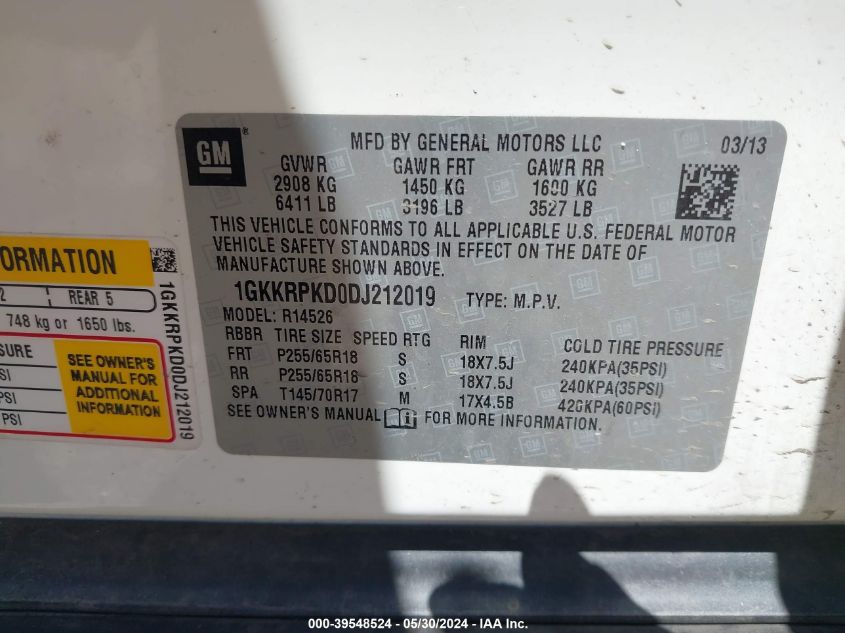 GM ®
MFD BY GENERAL MOTORS LLC 03/13
GVWR GAWR FRT GAWR RR
2908 KG 1450 KG 1600 KG
6411 LB 3196 LB 3527 LB
THIS VEHICLE CONFORMS TO ALL APPLICABLE U.S. FEDERAL MOTOR
VEHICLE SAFETY STANDARDS IN EFFECT ON THE DATE OF
MANUFACTURE SHOWN ABOVE.
1GKKRPKD0DJ212019 TYPE: M.P.V.
MODEL: R14526
RBBR TIRE SIZE SPEED RTG RIM COLD TIRE PRESSURE
FRT P255/65R18 S 18X7.5J 240KPA(35PSI)
RR P255/65R18 S 18X7.5J 240KPA(35PSI)
SPA T145/70R17 M 17X4.5B 420KPA(60PSI)
SEE OWNER'S MANUAL FOR MORE INFORMATION.
ORMATION
2 REAR 5
748 kg or 1650 lbs.
SURE
SI
PSI
PSI
SEE OWNER'S
MANUAL FOR
ADDITIONAL
INFORMATION
1GKKRPKD0DJ212019
000-39548524 - 05/30/2024 - IAA Inc.